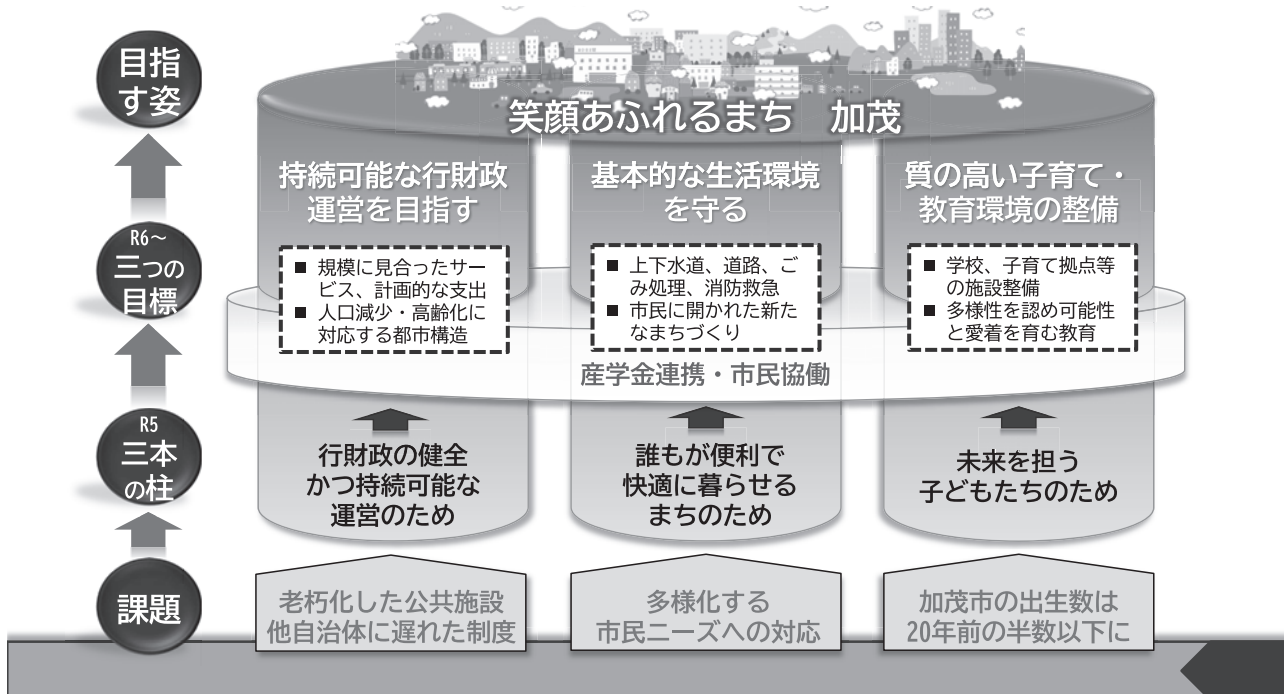 目指
す姿
笑顔あふれるまち　加茂
R6～
三つの
目標
持続可能な行財政
運営を目指す
■ 規模に見合ったサー
ビス、計画的な支出
■ 人口減少・高齢化に
対応する都市構造
基本的な生活環境
を守る
■ 上下水道、道路、ご
み処理、消防救急
■ 市民に開かれた新た
なまちづくり
質の高い子育て・
教育環境の整備
■ 学校、子育て拠点等
の施設整備
■ 多様性を認め可能性
と愛着を育む教育
産学金連携・市民協働
R5
三本
の柱
行財政の健全
かつ持続可能な
運営のため
誰もが便利で
快適に暮らせる
まちのため
未来を担う
子どもたちのため
課題
老朽化した公共施設
他自治体に遅れた制度
多様化する
市民ニーズへの対応
加茂市の出生数は
20年前の半数以下に